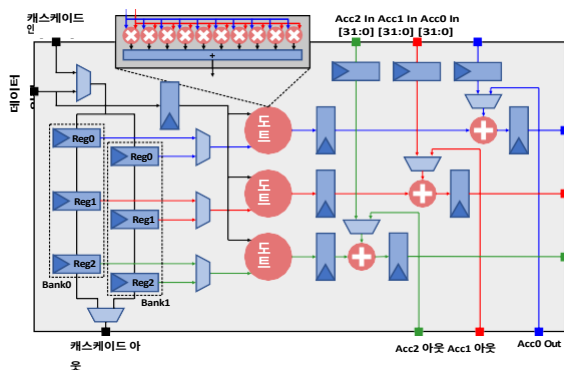 캐스케이드
인
Acc2 In Acc1 In Acc0 In
[31:0] [31:0] [31:0]
+
데이터
도트
Reg0
Reg0
도트
Reg1
Reg1
도트
Reg2
Reg2
Bank0
Bank1
캐스케이드 아
웃
Acc2 아웃 Acc1 아웃
Acc0 Out